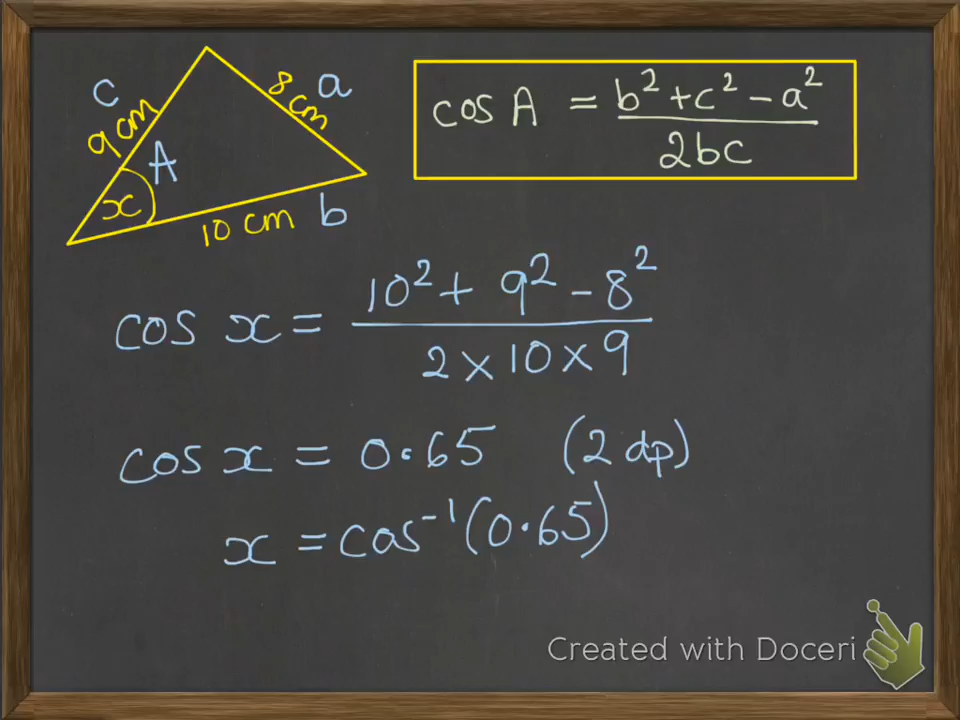 c
a
8 cm
9 cm
A
x
10 cm
b
cos A = b² + c² - a² / 2bc
cos x = 10² + 9² - 8² / 2 × 10 × 9
cos x = 0.65 (2 dp)
x = cos⁻¹(0.65)
Created with Doceri